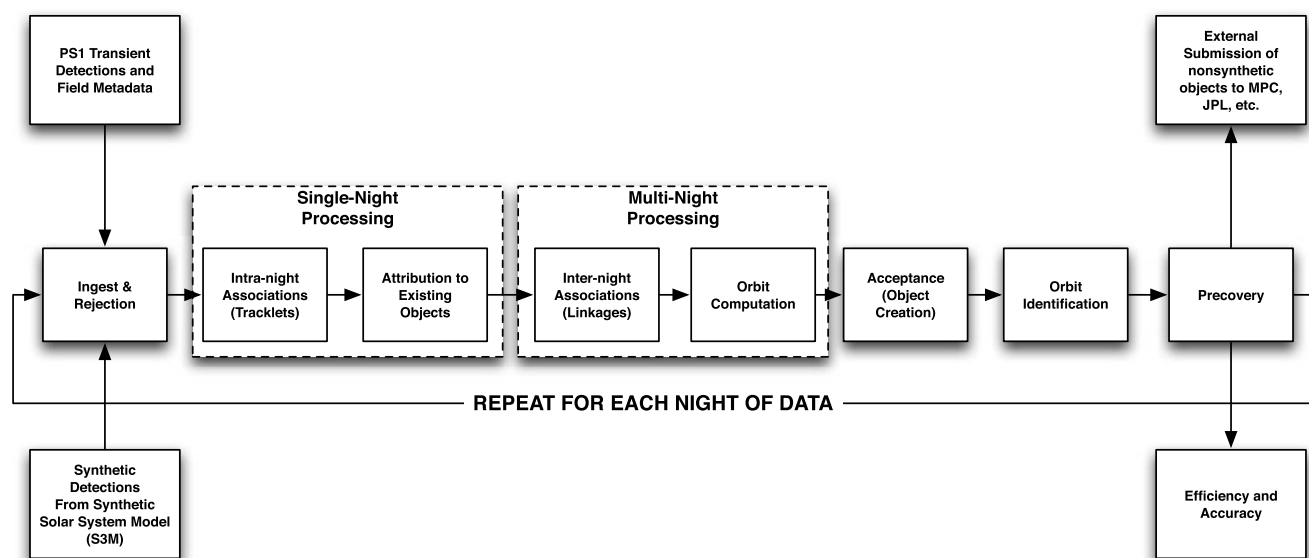 PS1 Transient
Detections and
Field Metadata
External
Submission of
nonsynthetic
objects to MPC,
JPL, etc.
Single-Night
Processing
Multi-Night
Processing
Ingest &
Rejection
Intra-night
Associations
(Tracklets)
Attribution to
Existing
Objects
Inter-night
Associations
(Linkages)
Orbit
Computation
Acceptance
(Object
Creation)
Orbit
Identification
Precovery
REPEAT FOR EACH NIGHT OF DATA
Synthetic
Detections
From Synthetic
Solar System Model
(S3M)
Efficiency and
Accuracy